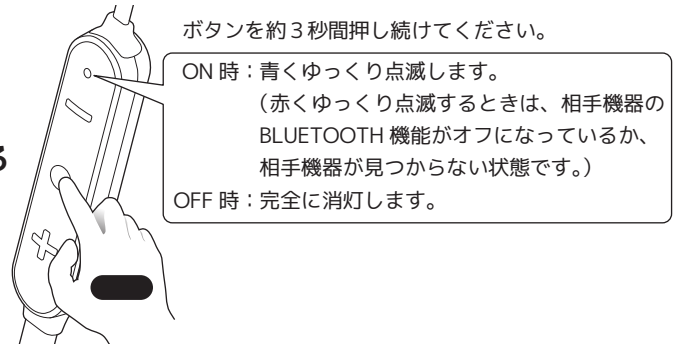 ボタンを約3秒間押し続けてください。
ON 時：青くゆっくり点滅します。
（赤くゆっくり点滅するときは、相手機器の
BLUETOOTH 機能がオフになっているか、
相手機器が見つからない状態です。）
る
OFF 時：完全に消灯します。